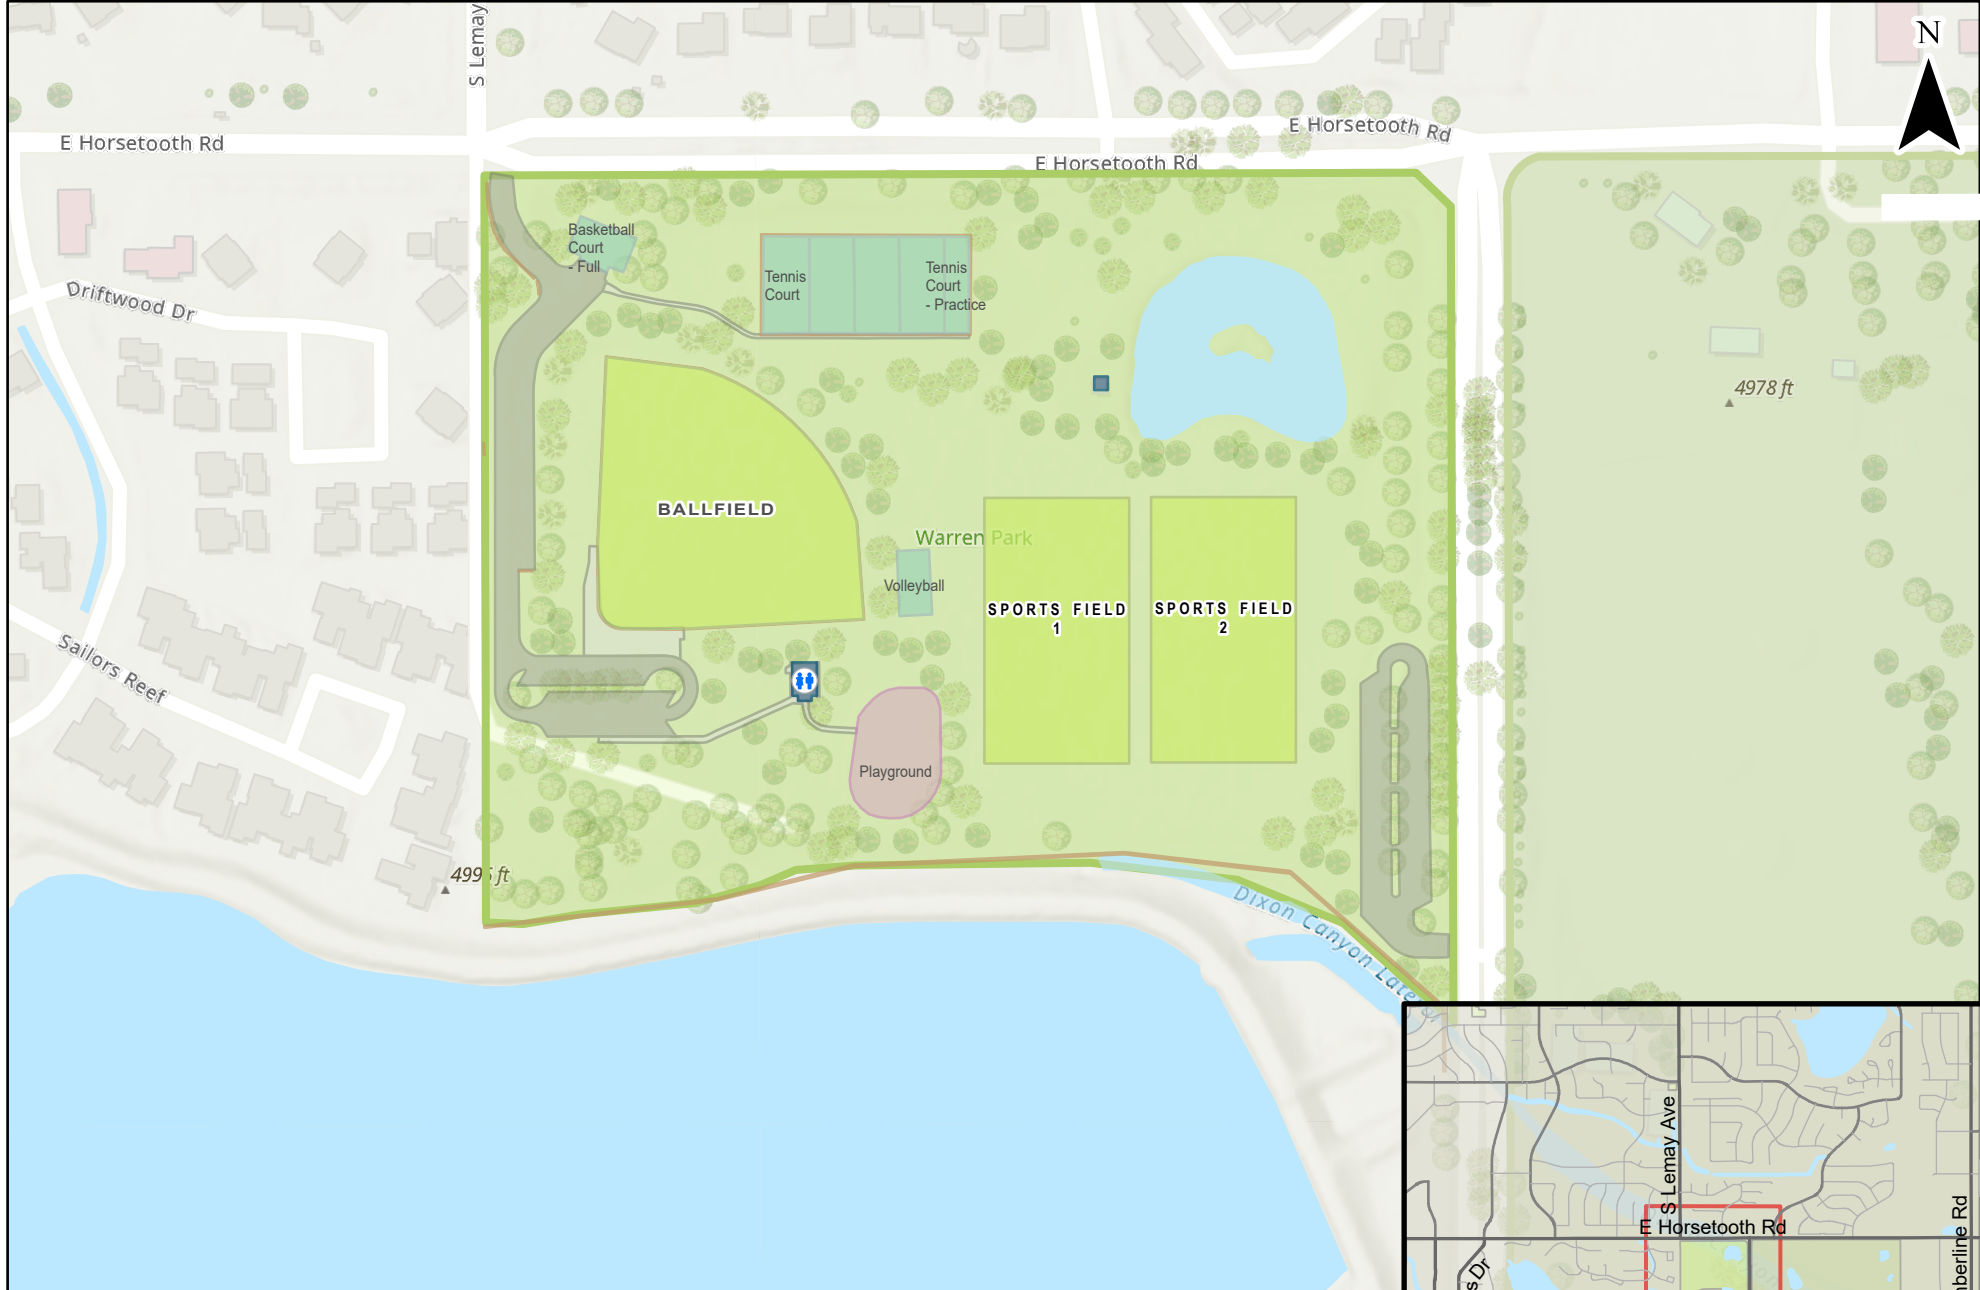 S Lemay
N
E Horsetooth Rd
E Horsetooth Rd
E Horsetooth Rd
Basketball
Court
- Full
Tennis
Court
Tennis
Court
- Practice
Driftwood Dr
4978 ft
BALLFIELD
Warren Park
Volleyball
SPORTS FIELD
1
SPORTS FIELD
2
Sailors Reef
Playground
4995 ft
Dixon Canyon Lateral
S Lemay Ave
E Horsetooth Rd